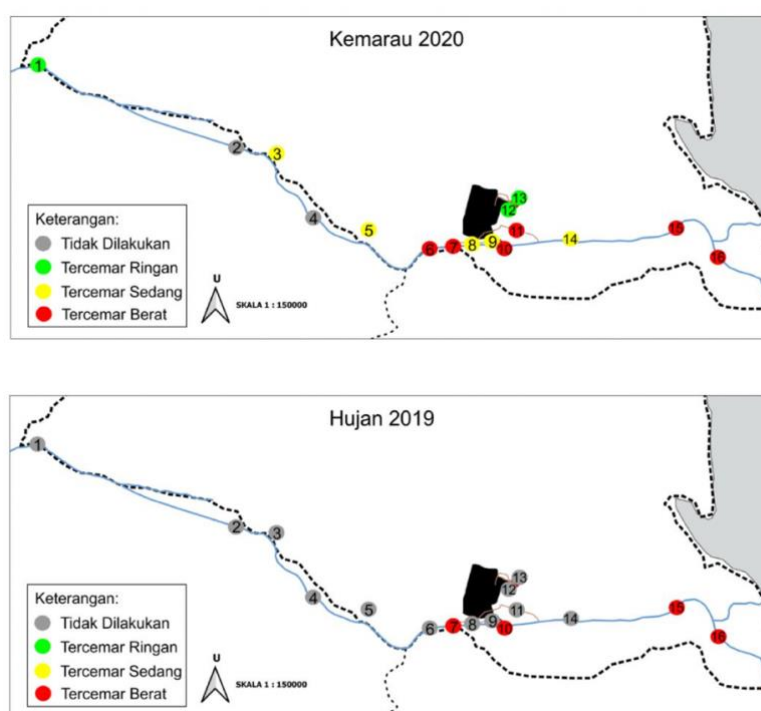 Kemarau 2020
1
2
3
4
5
6
7
8
9
10
11
12
13
14
15
16
Keterangan:
Tidak Dilakukan
Tercemar Ringan
Tercemar Sedang
Tercemar Berat
U
SKALA 1 : 150000
Hujan 2019
1
2
3
4
5
6
7
8
9
10
11
12
13
14
15
16
Keterangan:
Tidak Dilakukan
Tercemar Ringan
Tercemar Sedang
Tercemar Berat
U
SKALA 1 : 150000